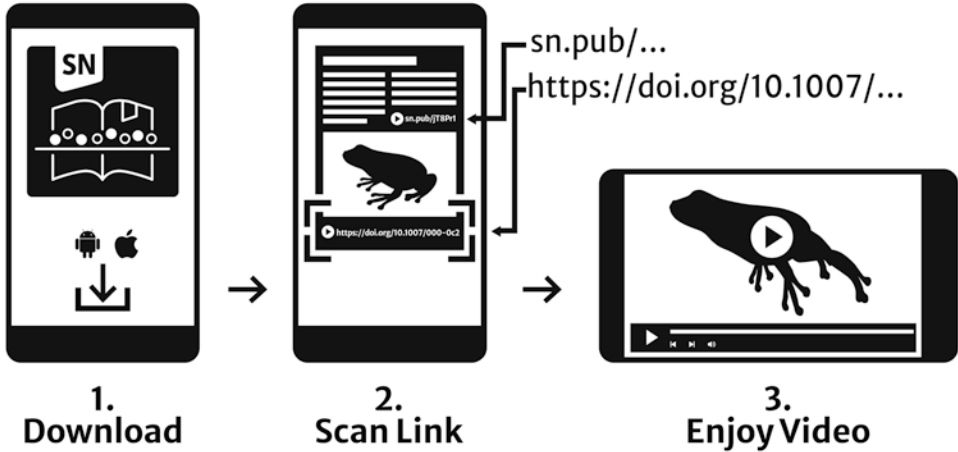 SN
sn.pub/...
https://doi.org/10.1007/...
sn.pub/jT8Pr1
https://doi.org/10.1007/000-0c2
1.
Download
2.
Scan Link
3.
Enjoy Video